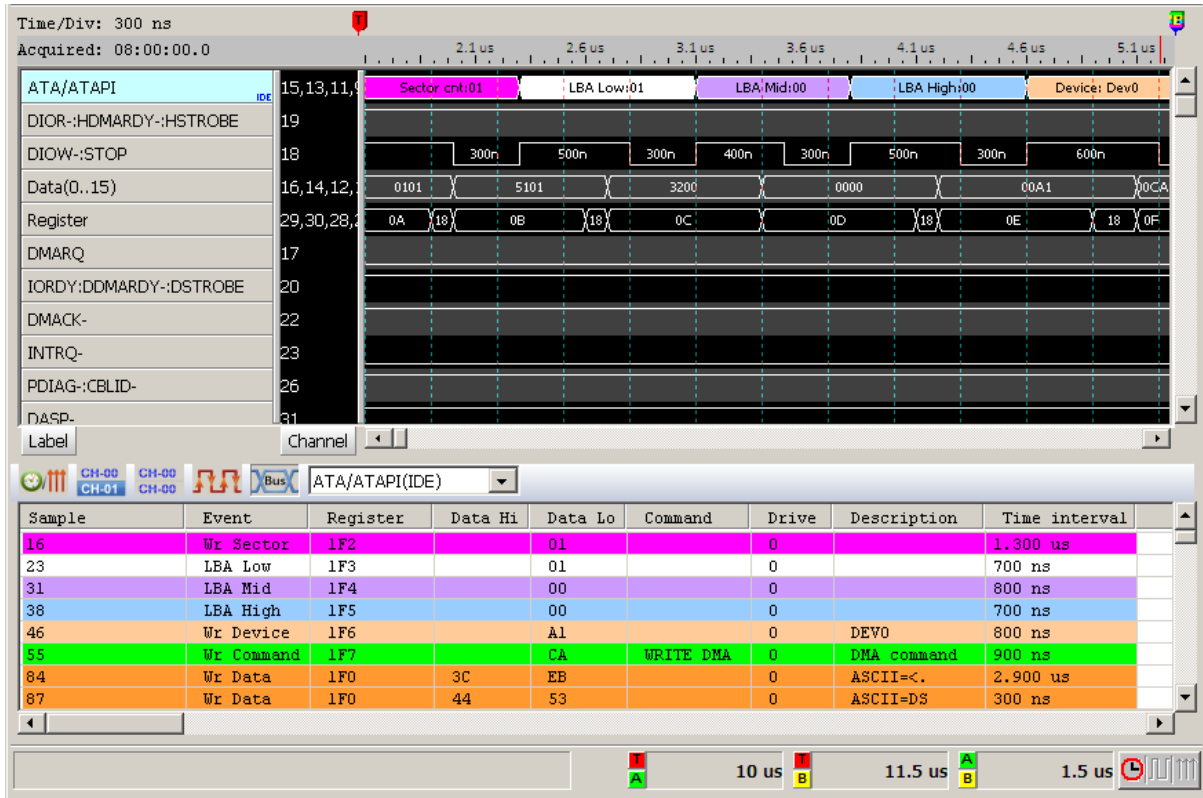 Time/Div: 300 ns
T B
Acquired: 08:00:00.0 2.1 us 2.6 us 3.1 us 3.6 us 4.1 us 4.6 us 5.1 us
ATA/ATAPI IDE 15,13,11, Sector cnt:01 LBA Low:01 LBA Mid:00 LBA High:00 Device: Dev0
DIOR-:HDMARDY-:HSTROBE 19
DIOW-:STOP 18 300n 500n 300n 400n 300n 500n 300n 600n
Data(0..15) 16,14,12, 0101 5101 3200 0000 00A1 00CA
Register 29,30,28, 0A 18 0B 18 0C 0D 18 0E 18 0F
DMARQ 17
IORDY:DDMARDY-:DSTROBE 20
DMACK- 22
INTRQ- 23
PDIAG-:CBLID- 26
DASP- 31
Label Channel
CH-00 CH-01 CH-00 CH-00 Bus ATA/ATAPI(IDE)
Sample Event Register Data Hi Data Lo Command Drive Description Time interval
16 Wr Sector 1F2 01 0 1.300 us
23 LBA Low 1F3 01 0 700 ns
31 LBA Mid 1F4 00 0 800 ns
38 LBA High 1F5 00 0 700 ns
46 Wr Device 1F6 A1 0 DEV0 800 ns
55 Wr Command 1F7 CA WRITE DMA 0 DMA command 900 ns
84 Wr Data 1F0 3C EB 0 ASCII=<. 2.900 us
87 Wr Data 1F0 44 53 0 ASCII=DS 300 ns
T A 10 us T B 11.5 us A B 1.5 us